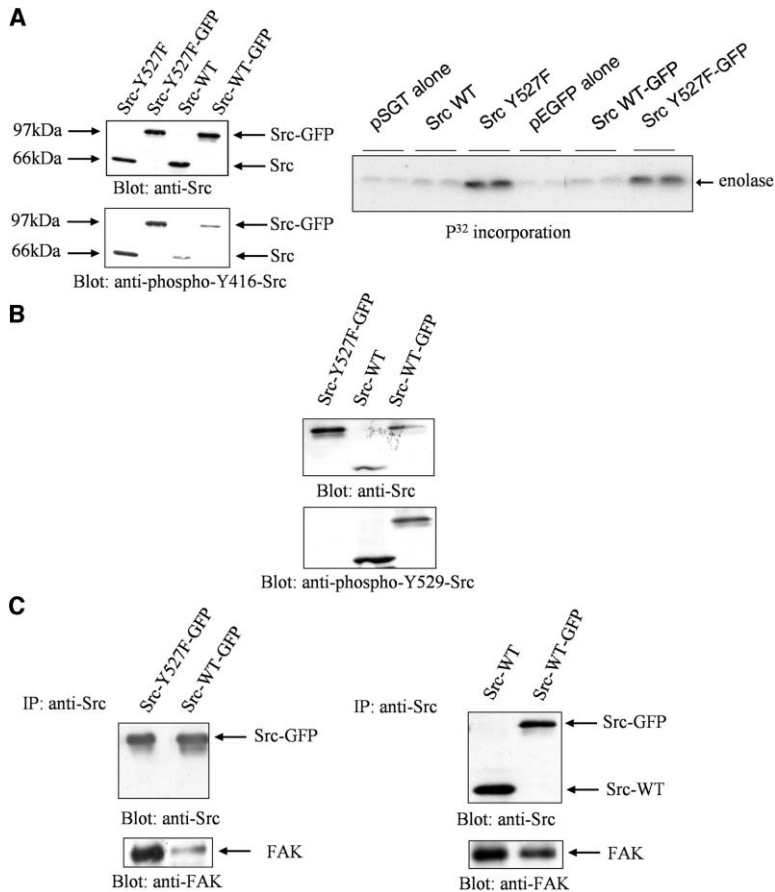 A
Src-Y527F
Src-Y527F-GFP
Src-WT
Src-WT-GFP
97kDa
Src-GFP
66kDa
Src
Blot: anti-Src
97kDa
Src-GFP
66kDa
Src
Blot: anti-phospho-Y416-Src
pSGT alone
Src WT
Src Y527F
pEGFP alone
Src WT-GFP
Src Y527F-GFP
enolase
P³² incorporation
B
Src-Y527F-GFP
Src-WT
Src-WT-GFP
Blot: anti-Src
Blot: anti-phospho-Y529-Src
C
Src-Y527F-GFP
Src-WT-GFP
IP: anti-Src
Src-GFP
Blot: anti-Src
FAK
Blot: anti-FAK
Src-WT
Src-WT-GFP
IP: anti-Src
Src-GFP
Src-WT
Blot: anti-Src
FAK
Blot: anti-FAK